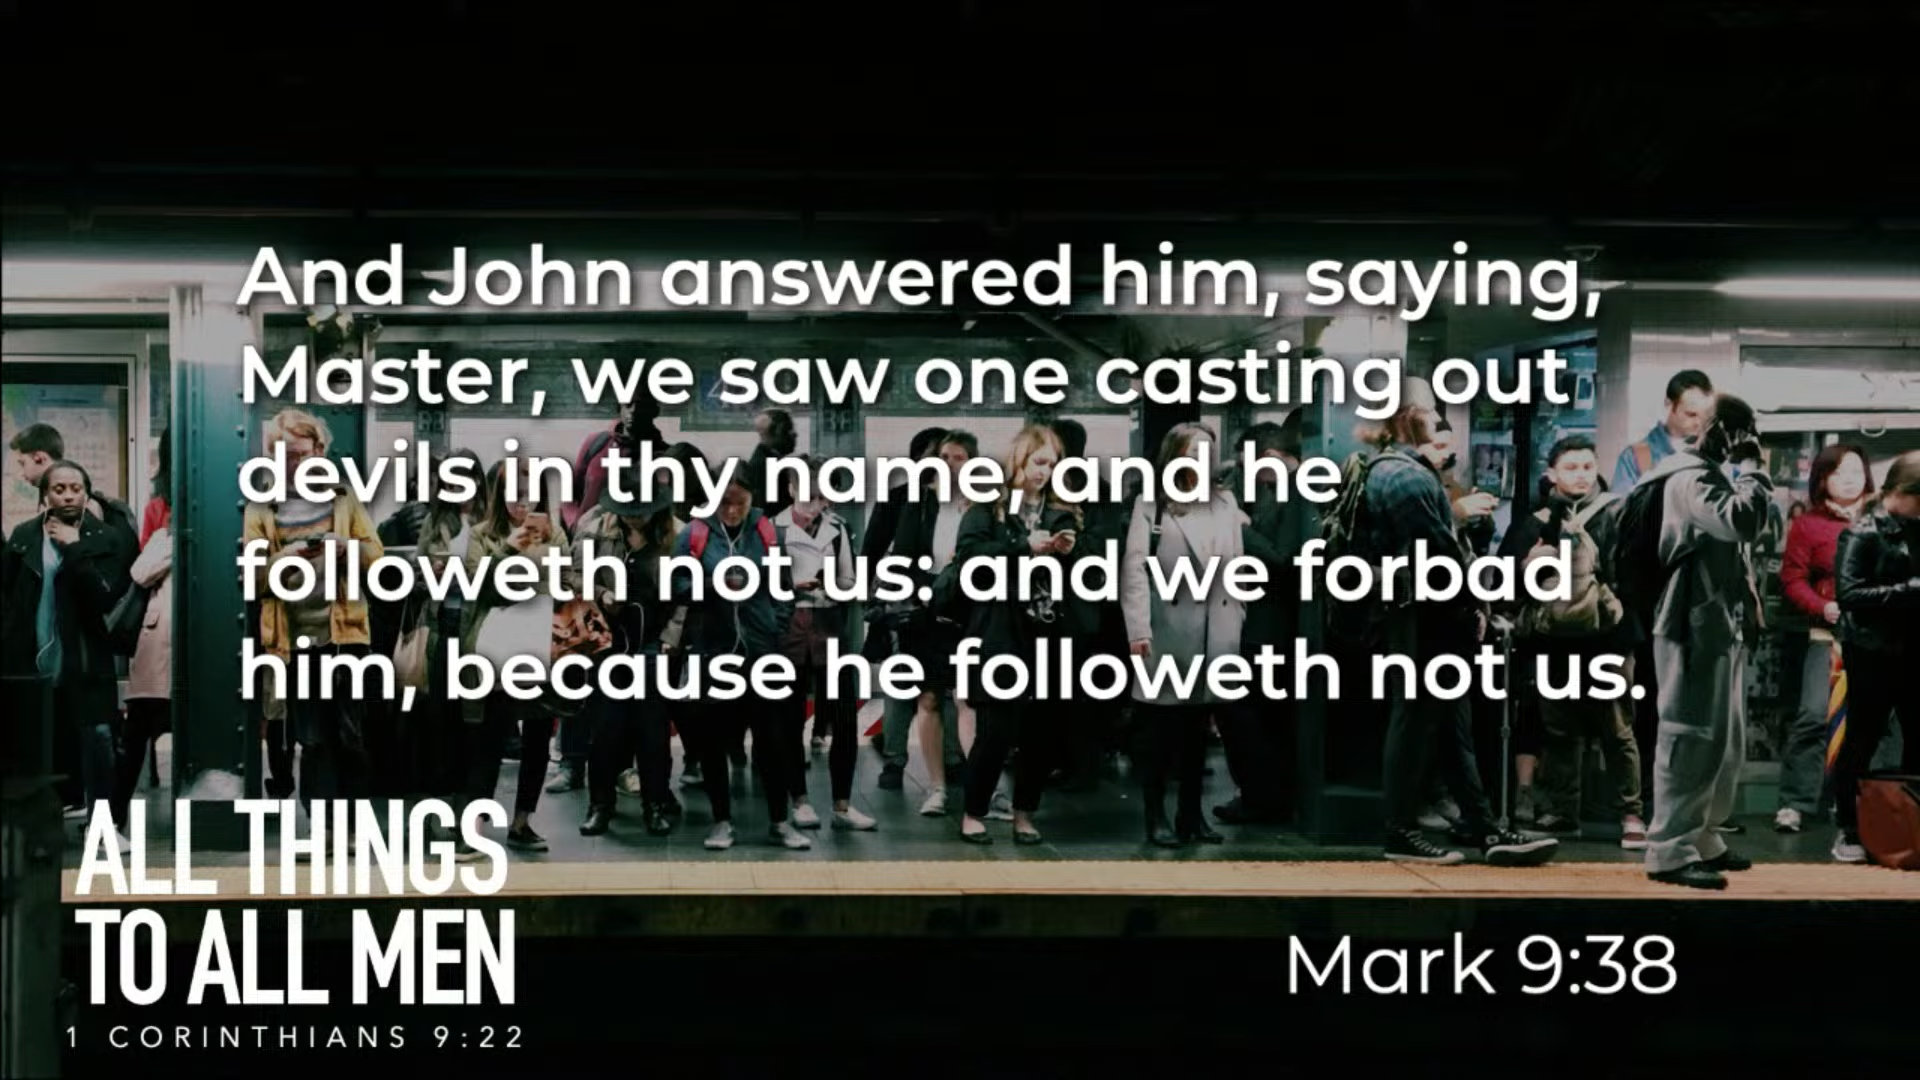 And John answered him, saying,
Master, we saw one casting out
devils in thy name, and he
followeth not us: and we forbad
him, because he followeth not us.
ALL THINGS
TO ALL MEN
1 CORINTHIANS 9:22
Mark 9:38